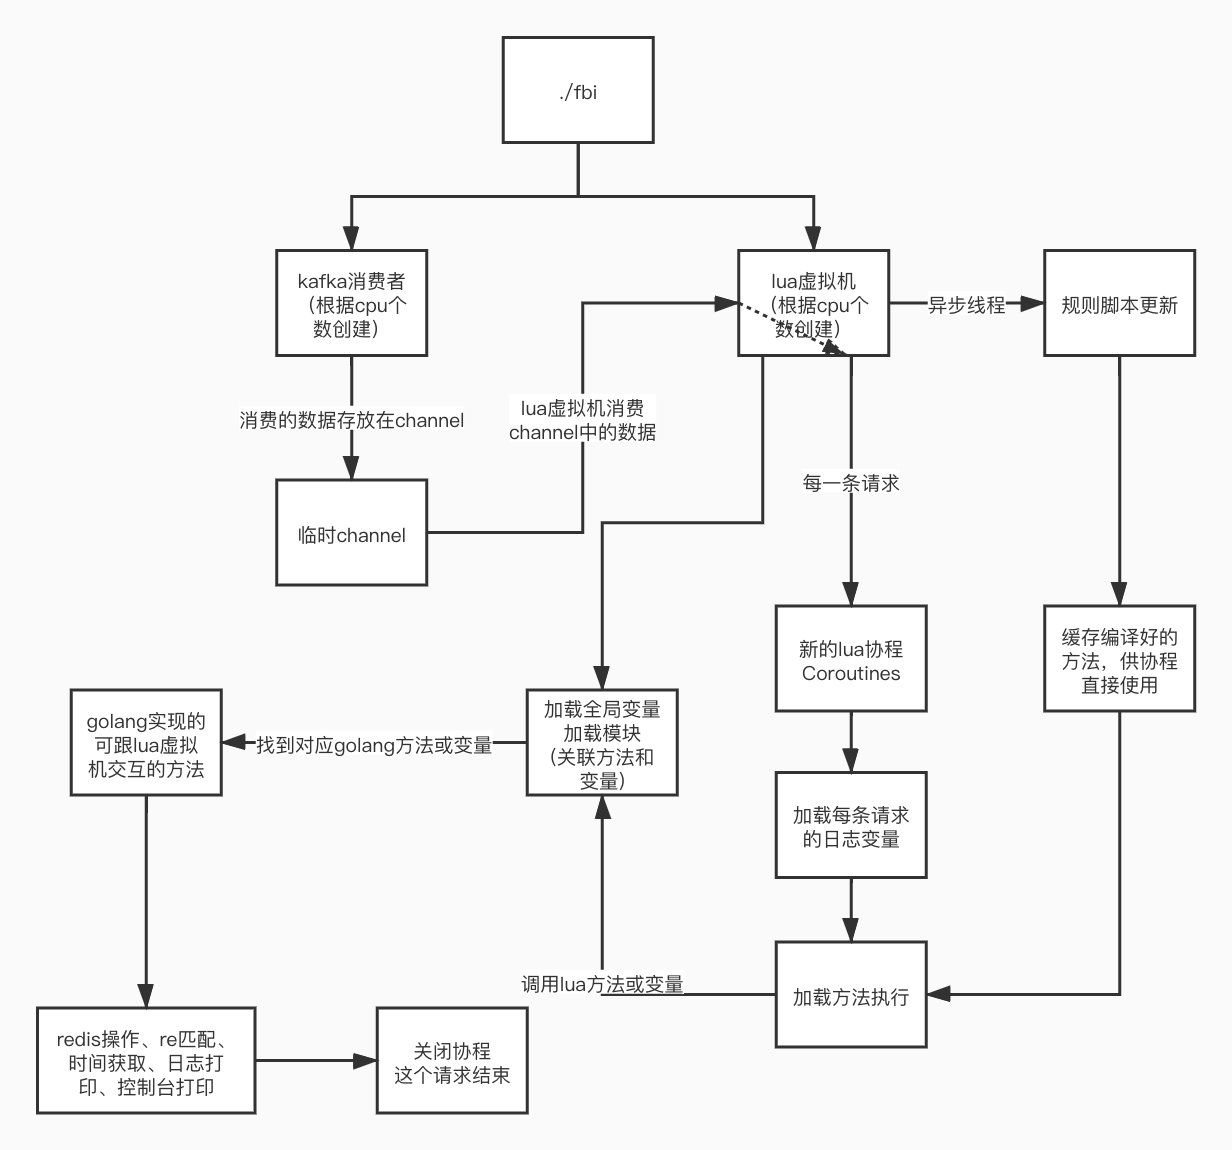 ./fbi
kafka消费者
（根据cpu个
数创建）
lua虚拟机
（根据cpu个
数创建）
异步线程
规则脚本更新
消费的数据存放在channel
lua虚拟机消费
channel中的数据
每一条请求
临时channel
新的lua协程
Coroutines
缓存编译好的
方法，供协程
直接使用
golang实现的
可跟lua虚拟
机交互的方法
找到对应golang方法或变量
加载全局变量
加载模块
（关联方法和
变量）
加载每条请求
的日志变量
调用lua方法或变量
加载方法执行
redis操作、re匹配、
时间获取、日志打
印、控制台打印
关闭协程
这个请求结束